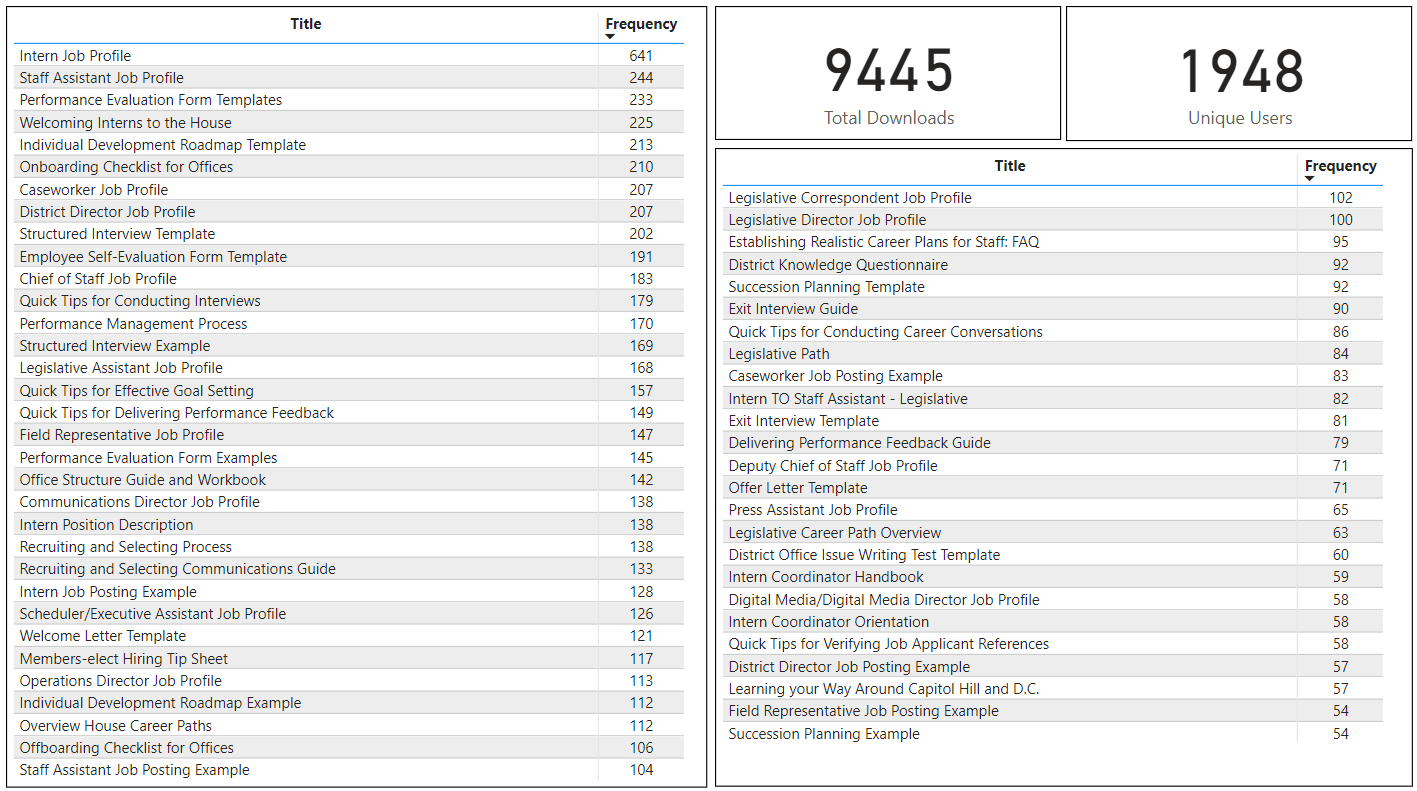 Title Frequency
Intern Job Profile 641
Staff Assistant Job Profile 244
Performance Evaluation Form Templates 233
Welcoming Interns to the House 225
Individual Development Roadmap Template 213
Onboarding Checklist for Offices 210
Caseworker Job Profile 207
District Director Job Profile 207
Structured Interview Template 202
Employee Self-Evaluation Form Template 191
Chief of Staff Job Profile 183
Quick Tips for Conducting Interviews 179
Performance Management Process 170
Structured Interview Example 169
Legislative Assistant Job Profile 168
Quick Tips for Effective Goal Setting 157
Quick Tips for Delivering Performance Feedback 149
Field Representative Job Profile 147
Performance Evaluation Form Examples 145
Office Structure Guide and Workbook 142
Communications Director Job Profile 138
Intern Position Description 138
Recruiting and Selecting Process 138
Recruiting and Selecting Communications Guide 133
Intern Job Posting Example 128
Scheduler/Executive Assistant Job Profile 126
Welcome Letter Template 121
Members-elect Hiring Tip Sheet 117
Operations Director Job Profile 113
Individual Development Roadmap Example 112
Overview House Career Paths 112
Offboarding Checklist for Offices 106
Staff Assistant Job Posting Example 104
9445
Total Downloads
1948
Unique Users
Title Frequency
Legislative Correspondent Job Profile 102
Legislative Director Job Profile 100
Establishing Realistic Career Plans for Staff: FAQ 95
District Knowledge Questionnaire 92
Succession Planning Template 92
Exit Interview Guide 90
Quick Tips for Conducting Career Conversations 86
Legislative Path 84
Caseworker Job Posting Example 83
Intern TO Staff Assistant - Legislative 82
Exit Interview Template 81
Delivering Performance Feedback Guide 79
Deputy Chief of Staff Job Profile 71
Offer Letter Template 71
Press Assistant Job Profile 65
Legislative Career Path Overview 63
District Office Issue Writing Test Template 60
Intern Coordinator Handbook 59
Digital Media/Digital Media Director Job Profile 58
Intern Coordinator Orientation 58
Quick Tips for Verifying Job Applicant References 58
District Director Job Posting Example 57
Learning your Way Around Capitol Hill and D.C. 57
Field Representative Job Posting Example 54
Succession Planning Example 54